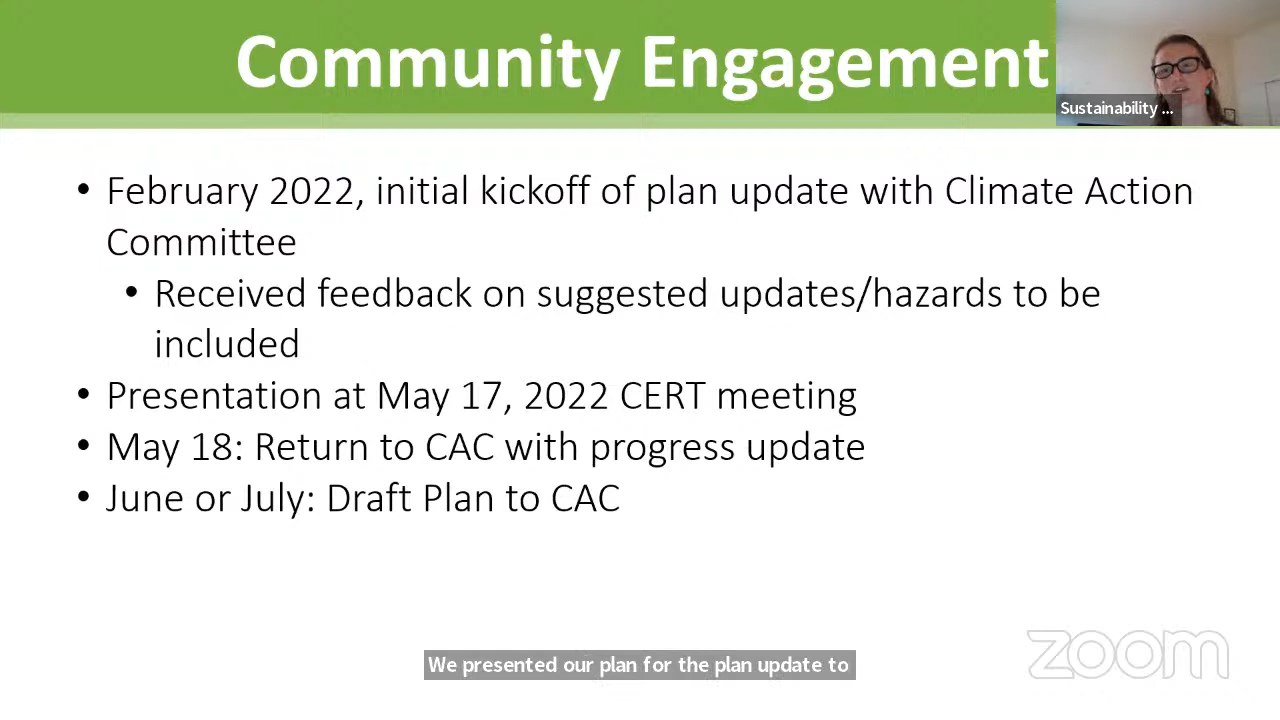 Community Engagement
Sustainability ...
• February 2022, initial kickoff of plan update with Climate Action
Committee
• Received feedback on suggested updates/hazards to be
included
• Presentation at May 17, 2022 CERT meeting
• May 18: Return to CAC with progress update
• June or July: Draft Plan to CAC
zoom
We presented our plan for the plan update to